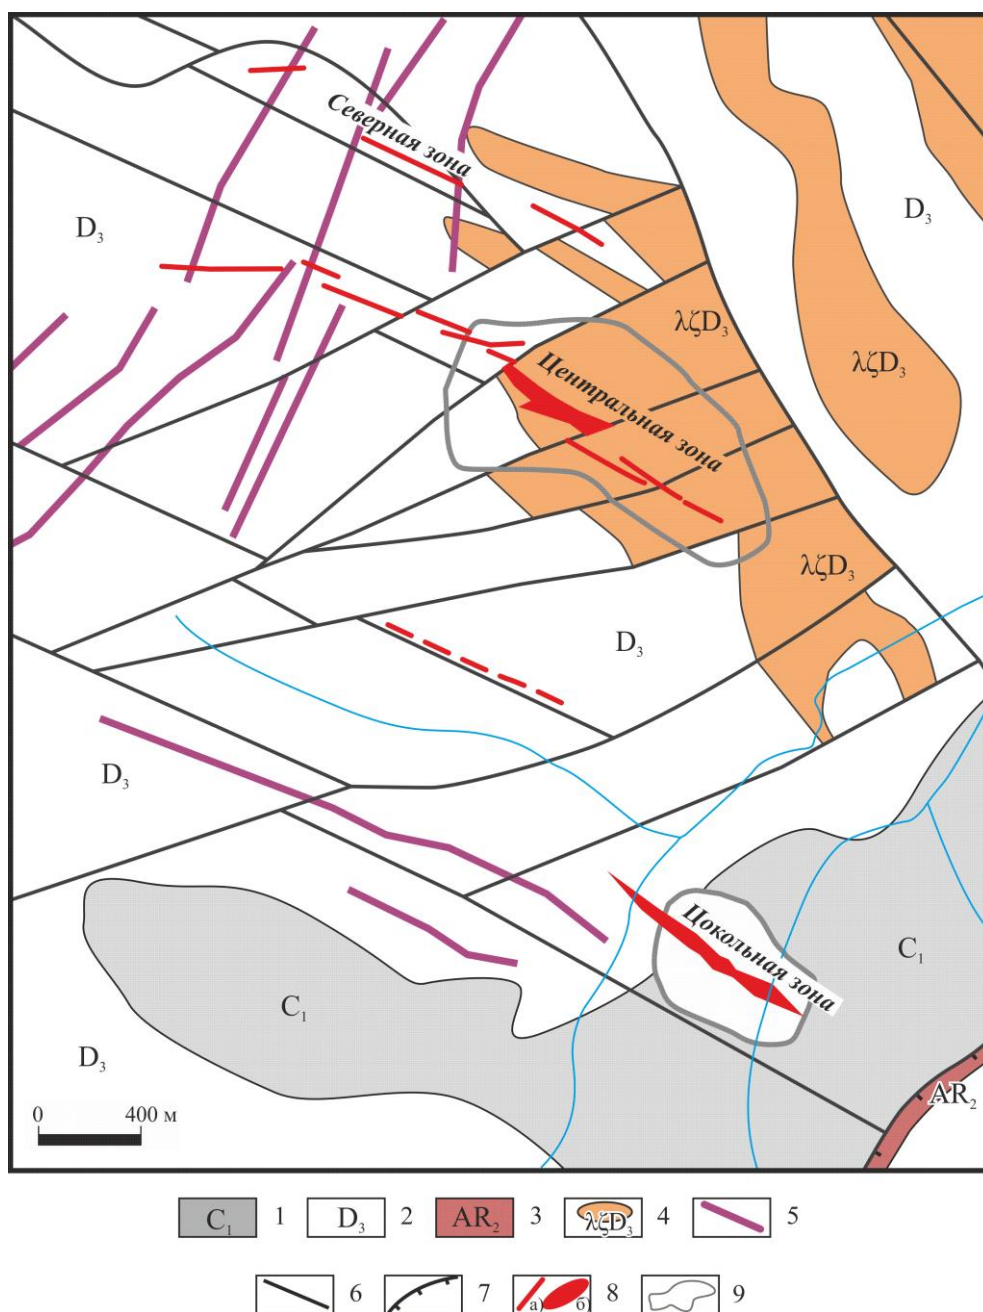 Северная зона
D₃
D₃
λζD₃
λζD₃
Центральная зона
λζD₃
D₃
D₃
Цокольная зона
C₁
C₁
D₃
AR₂
0 400 м
C₁ 1 D₃ 2 AR₂ 3 λζD₃ 4 5
6 7 а) б) 8 9